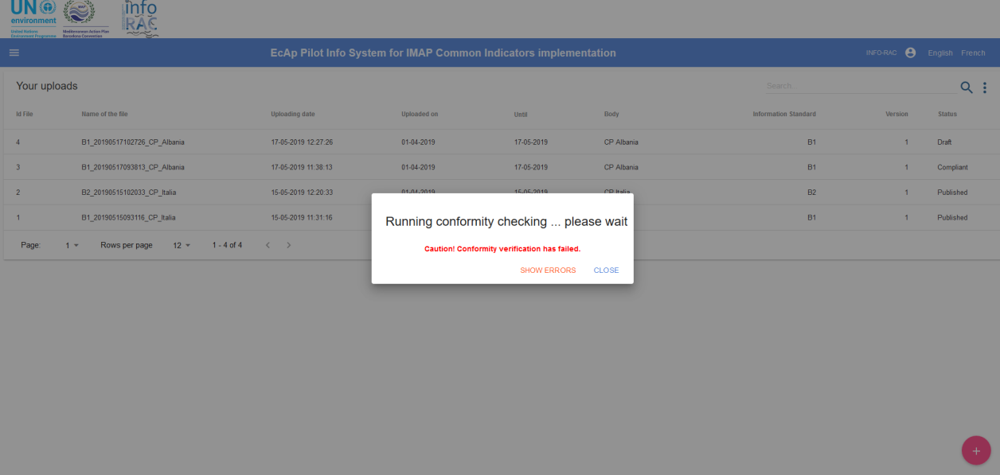 UN
environment
United Nations
Environment Programme
MAP
Mediterranean Action Plan
Barcelona Convention
info
RAC
EcAp Pilot Info System for IMAP Common Indicators implementation
INFO-RAC English French
Your uploads
Search
Id File Name of the file Uploading date Uploaded on Until Body Information Standard Version Status
4 B1_20190517102726_CP_Albania 17-05-2019 12:27:26 01-04-2019 17-05-2019 CP Albania B1 1 Draft
3 B1_20190517093813_CP_Albania 17-05-2019 11:38:13 01-04-2019 17-05-2019 CP Albania B1 1 Compliant
2 B2_20190515102033_CP_Italia 15-05-2019 12:20:33 01-04-2019 15-05-2019 CP Italia B2 1 Published
1 B1_20190515093116_CP_Italia 15-05-2019 11:31:16 B1 1 Published
Page: 1 Rows per page 12 1 - 4 of 4
Running conformity checking ... please wait
Caution! Conformity verification has failed.
SHOW ERRORS CLOSE